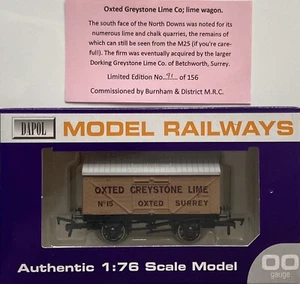 Oxted Greystone Lime Co; lime wagon.
The south face of the North Downs was noted for its
numerous lime and chalk quarries, the remains of
which can still be seen from the M25 (if you're care-
full). The firm was eventually acquired by the larger
Dorking Greystone Lime Co. of Betchworth, Surrey.
Limited Edition No. of 156
Commissioned by Burnham & District M.R.C.
DAPOL
MODEL RAILWAYS
OXTED GREYSTONE LIME
Nº15 OXTED SURREY
Authentic 1:76 Scale Model
OO
gauge